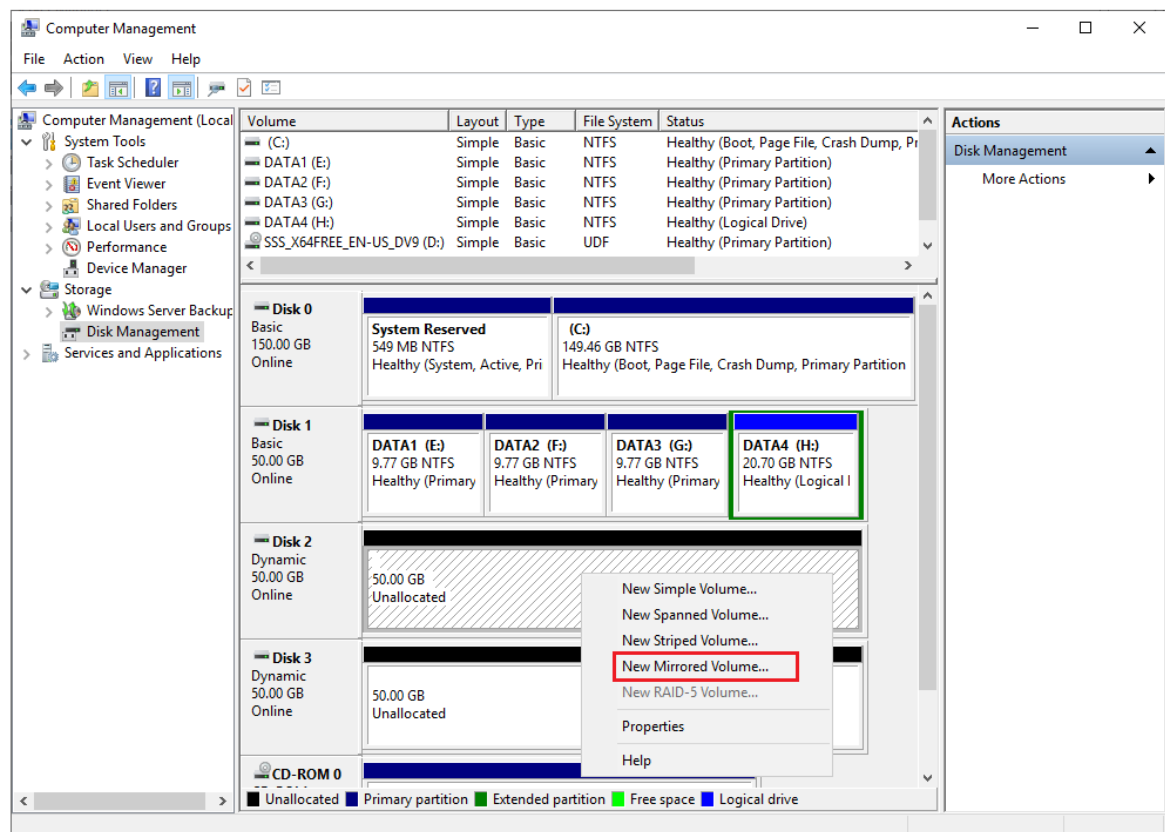 Computer Management
File Action View Help
Computer Management (Local
System Tools
Task Scheduler
Event Viewer
Shared Folders
Local Users and Groups
Performance
Device Manager
Storage
Windows Server Backup
Disk Management
Services and Applications
Volume Layout Type File System Status
(C:) Simple Basic NTFS Healthy (Boot, Page File, Crash Dump, Pr
DATA1 (E:) Simple Basic NTFS Healthy (Primary Partition)
DATA2 (F:) Simple Basic NTFS Healthy (Primary Partition)
DATA3 (G:) Simple Basic NTFS Healthy (Primary Partition)
DATA4 (H:) Simple Basic NTFS Healthy (Logical Drive)
SSS_X64FREE_EN-US_DV9 (D:) Simple Basic UDF Healthy (Primary Partition)
Disk 0
Basic
150.00 GB
Online
System Reserved
549 MB NTFS
Healthy (System, Active, Pri
(C:)
149.46 GB NTFS
Healthy (Boot, Page File, Crash Dump, Primary Partition
Disk 1
Basic
50.00 GB
Online
DATA1 (E:)
9.77 GB NTFS
Healthy (Primary
DATA2 (F:)
9.77 GB NTFS
Healthy (Primary
DATA3 (G:)
9.77 GB NTFS
Healthy (Primary
DATA4 (H:)
20.70 GB NTFS
Healthy (Logical I
Disk 2
Dynamic
50.00 GB
Online
50.00 GB
Unallocated
New Simple Volume...
New Spanned Volume...
New Striped Volume...
New Mirrored Volume...
New RAID-5 Volume...
Properties
Help
Disk 3
Dynamic
50.00 GB
Online
50.00 GB
Unallocated
CD-ROM 0
Unallocated Primary partition Extended partition Free space Logical drive
Actions
Disk Management
More Actions